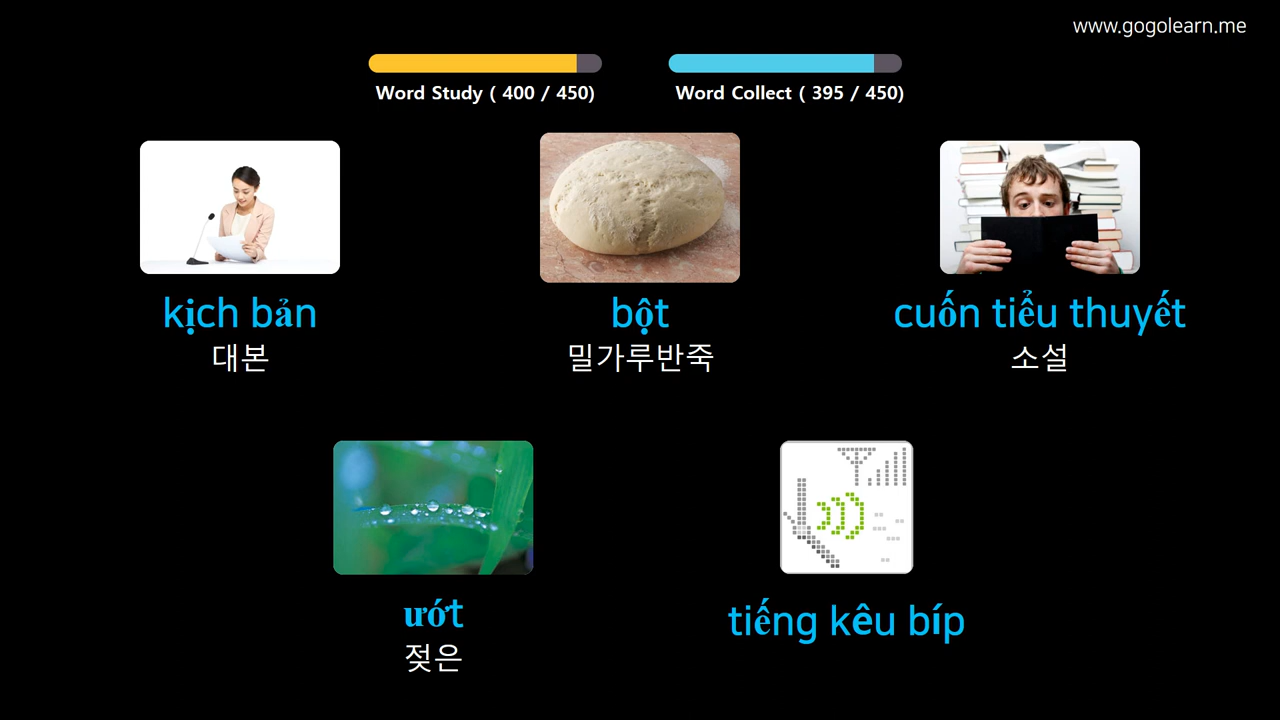 www.gogolearn.me
Word Study ( 400 / 450)
Word Collect ( 395 / 450)
kịch bản
대본
bột
밀가루반죽
cuốn tiểu thuyết
소설
ướt
젖은
tiếng kêu bíp